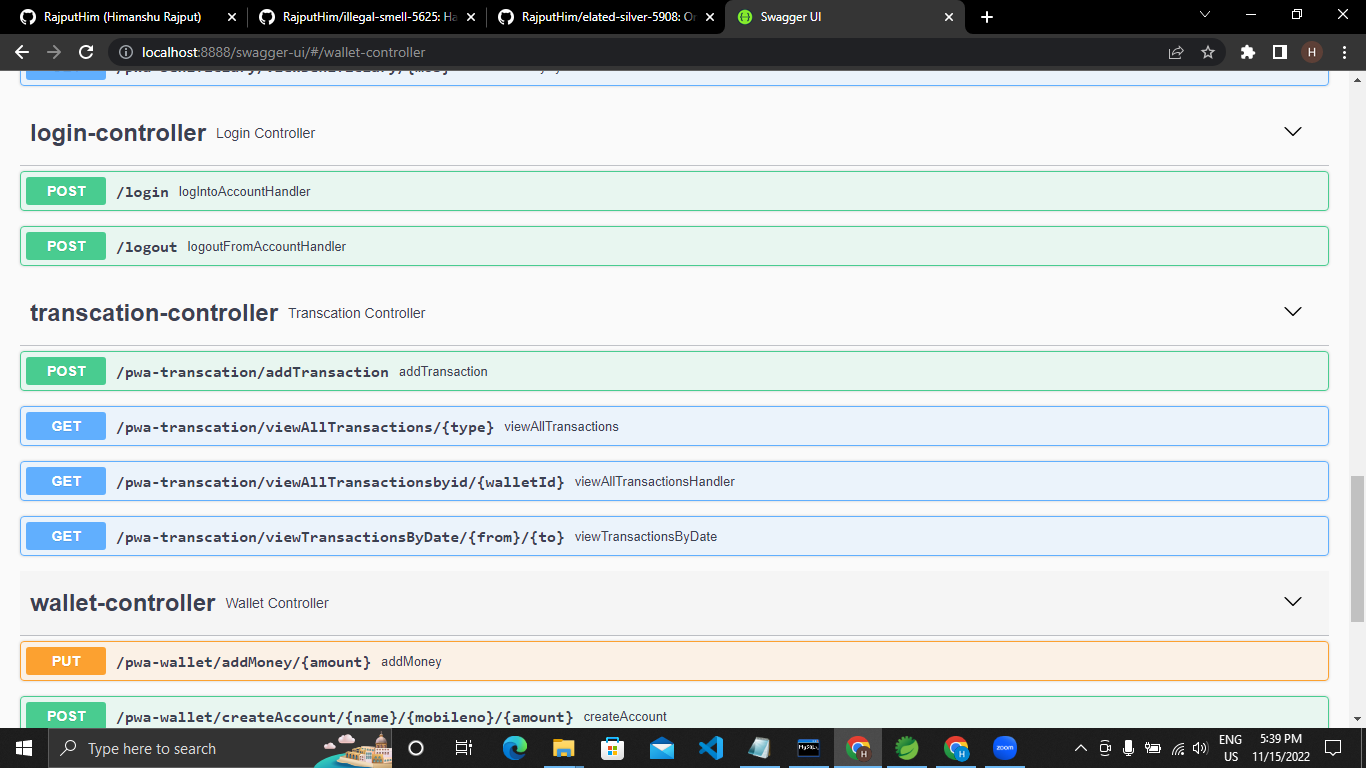 RajputHim (Himanshu Rajput)
RajputHim/illegal-smell-5625: Ha
RajputHim/elated-silver-5908: Or
Swagger UI
localhost:8888/swagger-ui/#/wallet-controller
H
login-controller Login Controller
POST /login logIntoAccountHandler
POST /logout logoutFromAccountHandler
transcation-controller Transcation Controller
POST /pwa-transcation/addTransaction addTransaction
GET /pwa-transcation/viewAllTransactions/{type} viewAllTransactions
GET /pwa-transcation/viewAllTransactionsbyid/{walletId} viewAllTransactionsHandler
GET /pwa-transcation/viewTransactionsByDate/{from}/{to} viewTransactionsByDate
wallet-controller Wallet Controller
PUT /pwa-wallet/addMoney/{amount} addMoney
POST /pwa-wallet/createAccount/{name}/{mobileno}/{amount} createAccount
Type here to search
MySQL
H
H
zoom
ENG
US
5:39 PM
11/15/2022